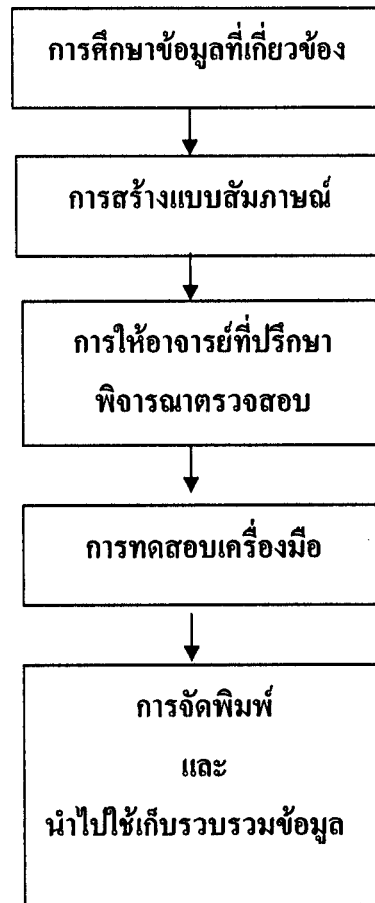 การศึกษาข้อมูลที่เกี่ยวข้อง
การสร้างแบบสัมภาษณ์
การให้อาจารย์ที่ปรึกษา
พิจารณาตรวจสอบ
การทดสอบเครื่องมือ
การจัดพิมพ์
และ
นำไปใช้เก็บรวบรวมข้อมูล